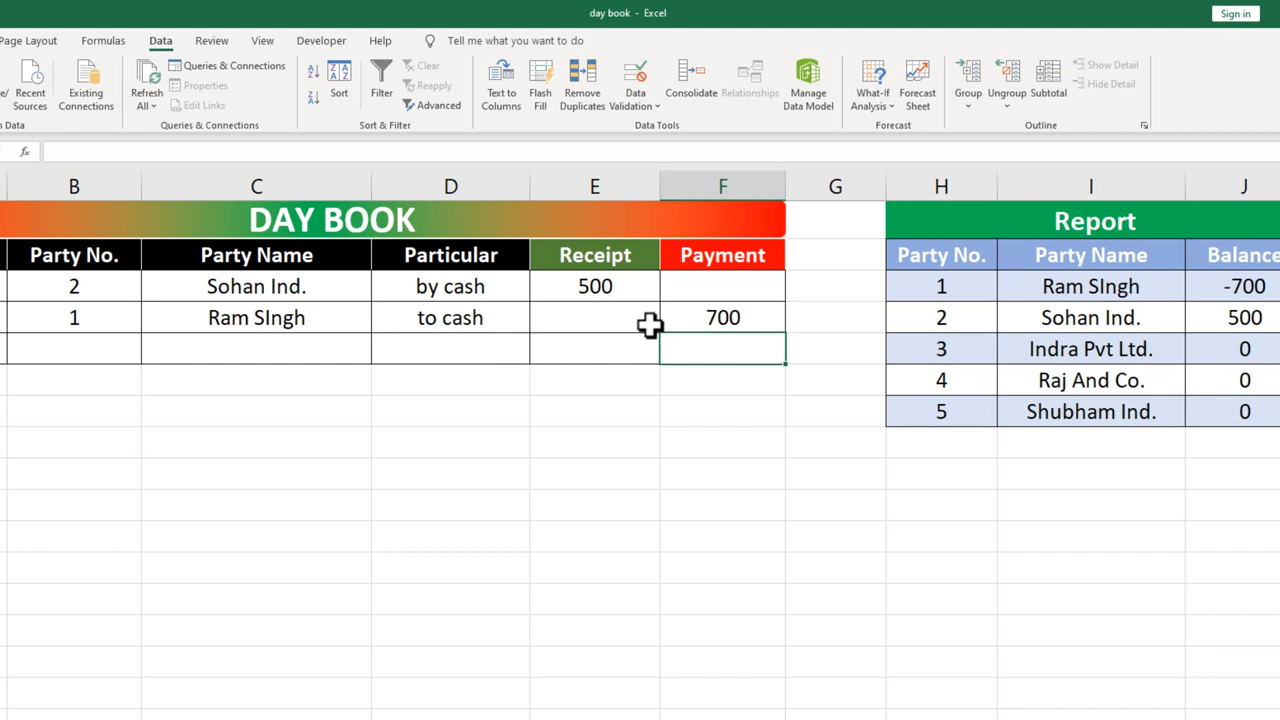 day book - Excel
Sign in
Page Layout Formulas Data Review View Developer Help Tell me what you want to do
Recent Sources
Existing Connections
Refresh All
Queries & Connections
Properties
Edit Links
Sort
Filter
Clear
Reapply
Advanced
Text to Columns
Flash Fill
Remove Duplicates
Data Validation
Consolidate
Relationships
Manage Data Model
What-If Analysis
Forecast Sheet
Group
Ungroup
Subtotal
Show Detail
Hide Detail
Data Queries & Connections Sort & Filter Data Tools Forecast Outline
fx
B C D E F G H I J
DAY BOOK Report
Party No. Party Name Particular Receipt Payment Party No. Party Name Balance
2 Sohan Ind. by cash 500 1 Ram SIngh -700
1 Ram SIngh to cash 700 2 Sohan Ind. 500
3 Indra Pvt Ltd. 0
4 Raj And Co. 0
5 Shubham Ind. 0